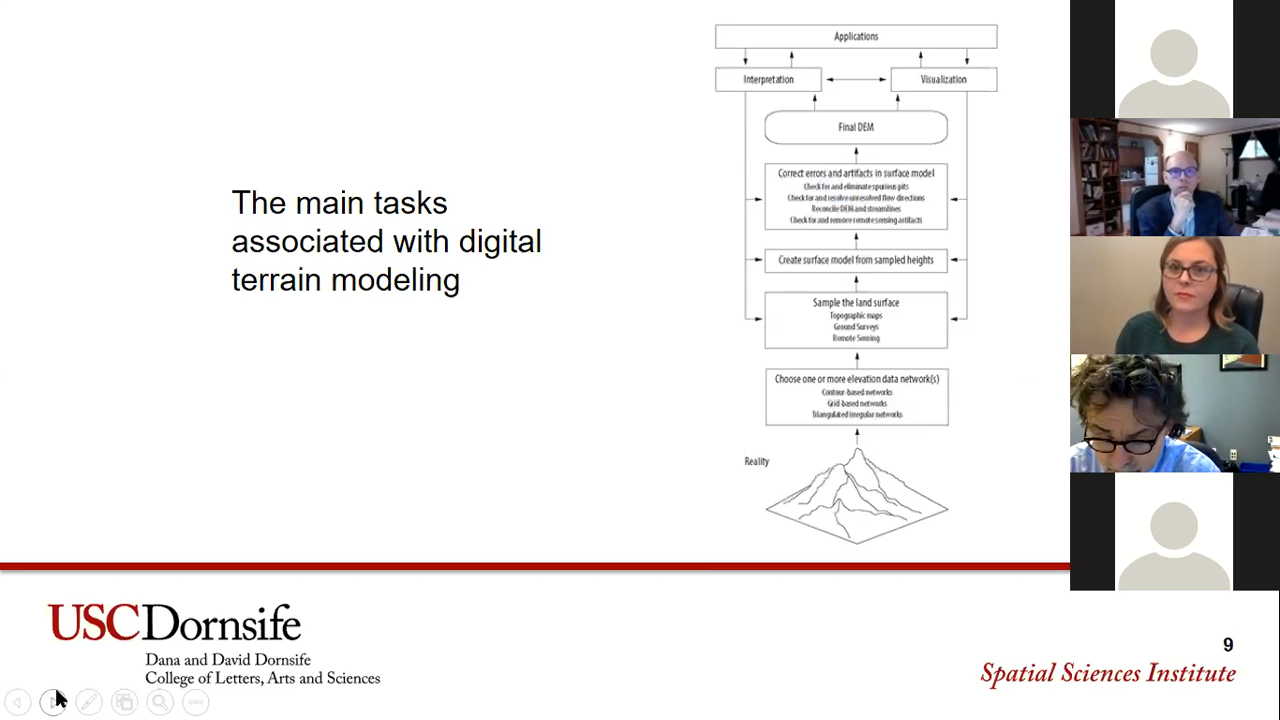 The main tasks
associated with digital
terrain modeling
Applications
Interpretation
Visualization
Final DEM
Correct errors and artifacts in surface model
Check for and eliminate spurious pits
Check for and resolve unresolved flow directions
Reconcile DEM and streamlines
Check for and remove remote sensing artifacts
Create surface model from sampled heights
Sample the land surface
Topographic maps
Ground Surveys
Remote Sensing
Choose one or more elevation data network(s)
Contour-based networks
Grid-based networks
Triangulated irregular networks
Reality
USCDornsife
Dana and David Dornsife
College of Letters, Arts and Sciences
9
Spatial Sciences Institute